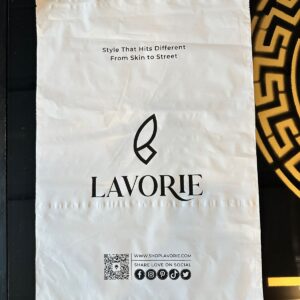 Style That Hits Different
From Skin to Street
LAVORIE
WWW.SHOPLAVORIE.COM
SHARE LOVE ON SOCIAL